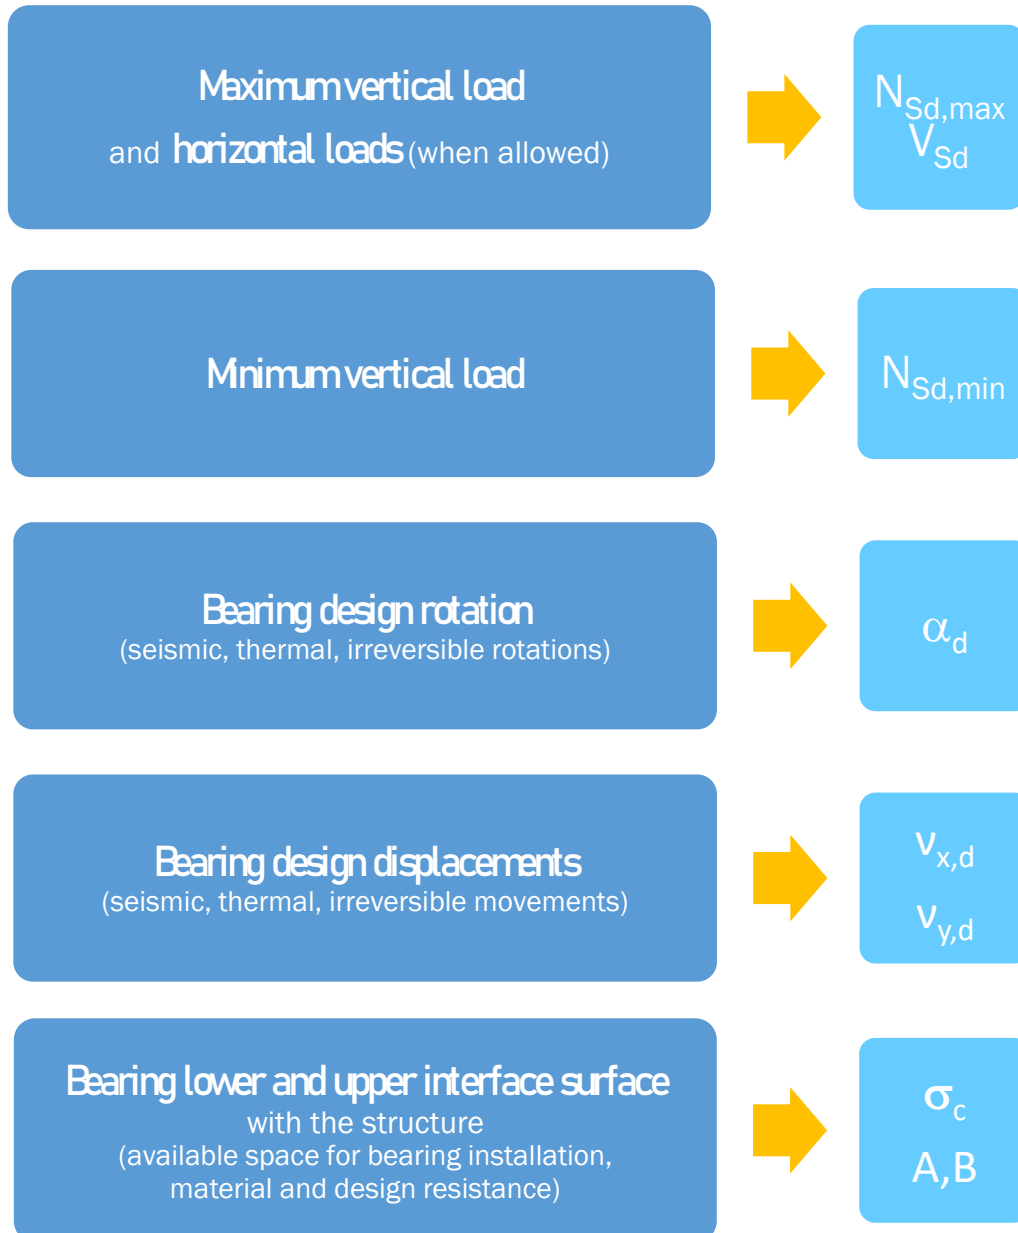 Maximum vertical load
and horizontal loads (when allowed)
N_Sd,max
V_Sd
Minimum vertical load
N_Sd,min
Bearing design rotation
(seismic, thermal, irreversible rotations)
α_d
Bearing design displacements
(seismic, thermal, irreversible movements)
ν_x,d
ν_y,d
Bearing lower and upper interface surface
with the structure
(available space for bearing installation,
material and design resistance)
σ_c
A,B